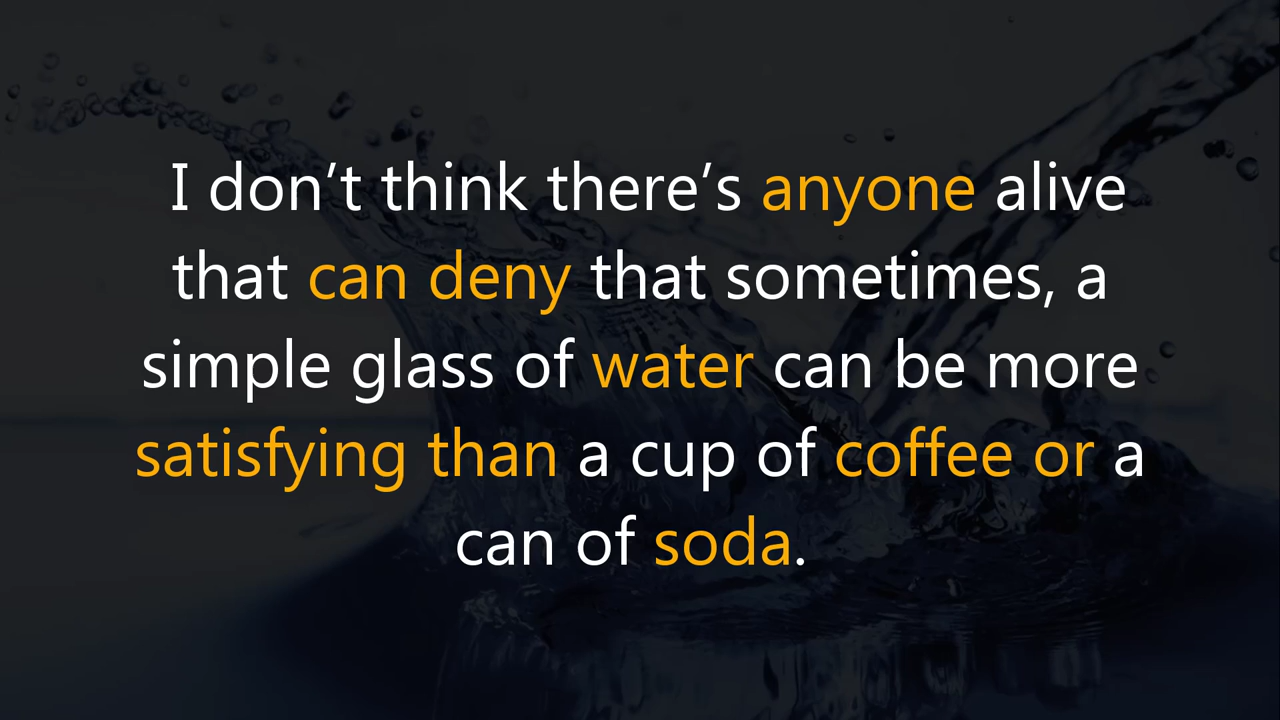 I don’t think there’s anyone alive
that can deny that sometimes, a
simple glass of water can be more
satisfying than a cup of coffee or a
can of soda.